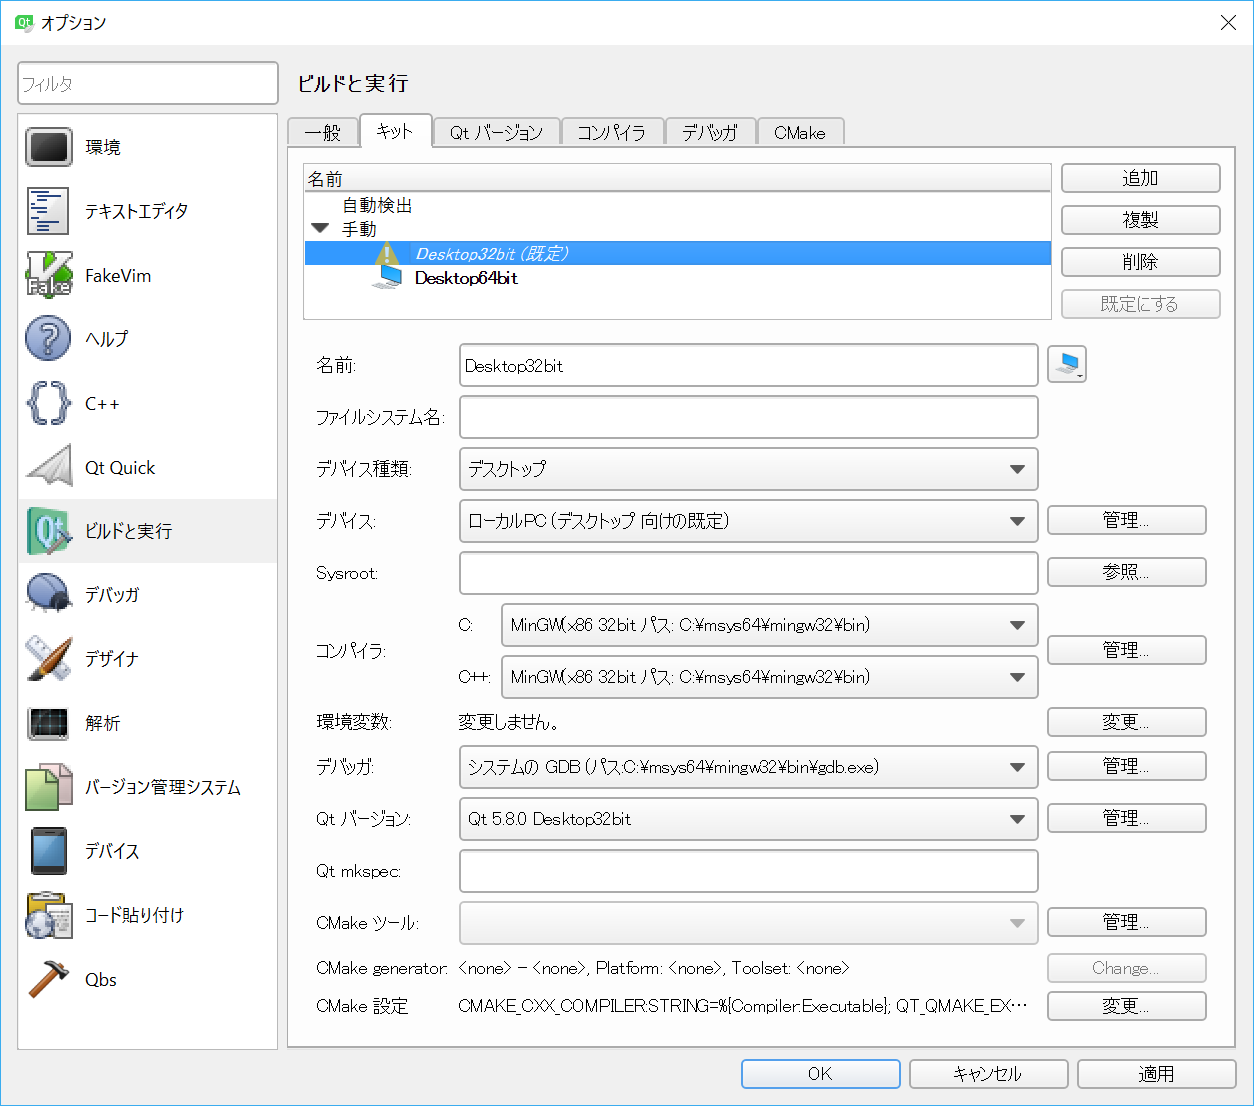 オプション
フィルタ
環境
テキストエディタ
FakeVim
ヘルプ
C++
Qt Quick
ビルドと実行
デバッガ
デザイナ
解析
バージョン管理システム
デバイス
コード貼り付け
Qbs
ビルドと実行
一般 キット Qt バージョン コンパイラ デバッガ CMake
名前
自動検出
手動
Desktop32bit (既定)
Desktop64bit
追加
複製
削除
既定にする
名前: Desktop32bit
ファイルシステム名:
デバイス種類: デスクトップ
デバイス: ローカルPC (デスクトップ 向けの既定) 管理...
Sysroot: 参照...
コンパイラ:
C: MinGW(x86 32bit パス: C:¥msys64¥mingw32¥bin)
C++: MinGW(x86 32bit パス: C:¥msys64¥mingw32¥bin)
管理...
環境変数: 変更しません。 変更...
デバッガ: システムの GDB (パス:C:¥msys64¥mingw32¥bin¥gdb.exe) 管理...
Qt バージョン: Qt 5.8.0 Desktop32bit 管理...
Qt mkspec:
CMake ツール: 管理...
CMake generator: <none> - <none>, Platform: <none>, Toolset: <none> Change...
CMake 設定 CMAKE_CXX_COMPILER:STRING=%{Compiler:Executable}; QT_QMAKE_EX… 変更...
OK キャンセル 適用